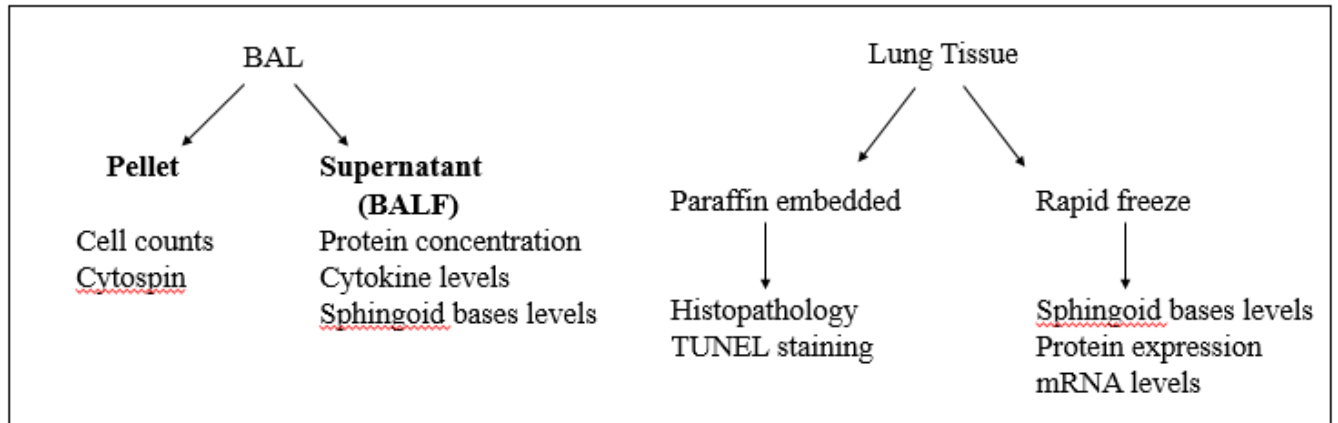 BAL
Pellet
Cell counts
Cytospin
Supernatant
(BALF)
Protein concentration
Cytokine levels
Sphingoid bases levels
Lung Tissue
Paraffin embedded
Histopathology
TUNEL staining
Rapid freeze
Sphingoid bases levels
Protein expression
mRNA levels